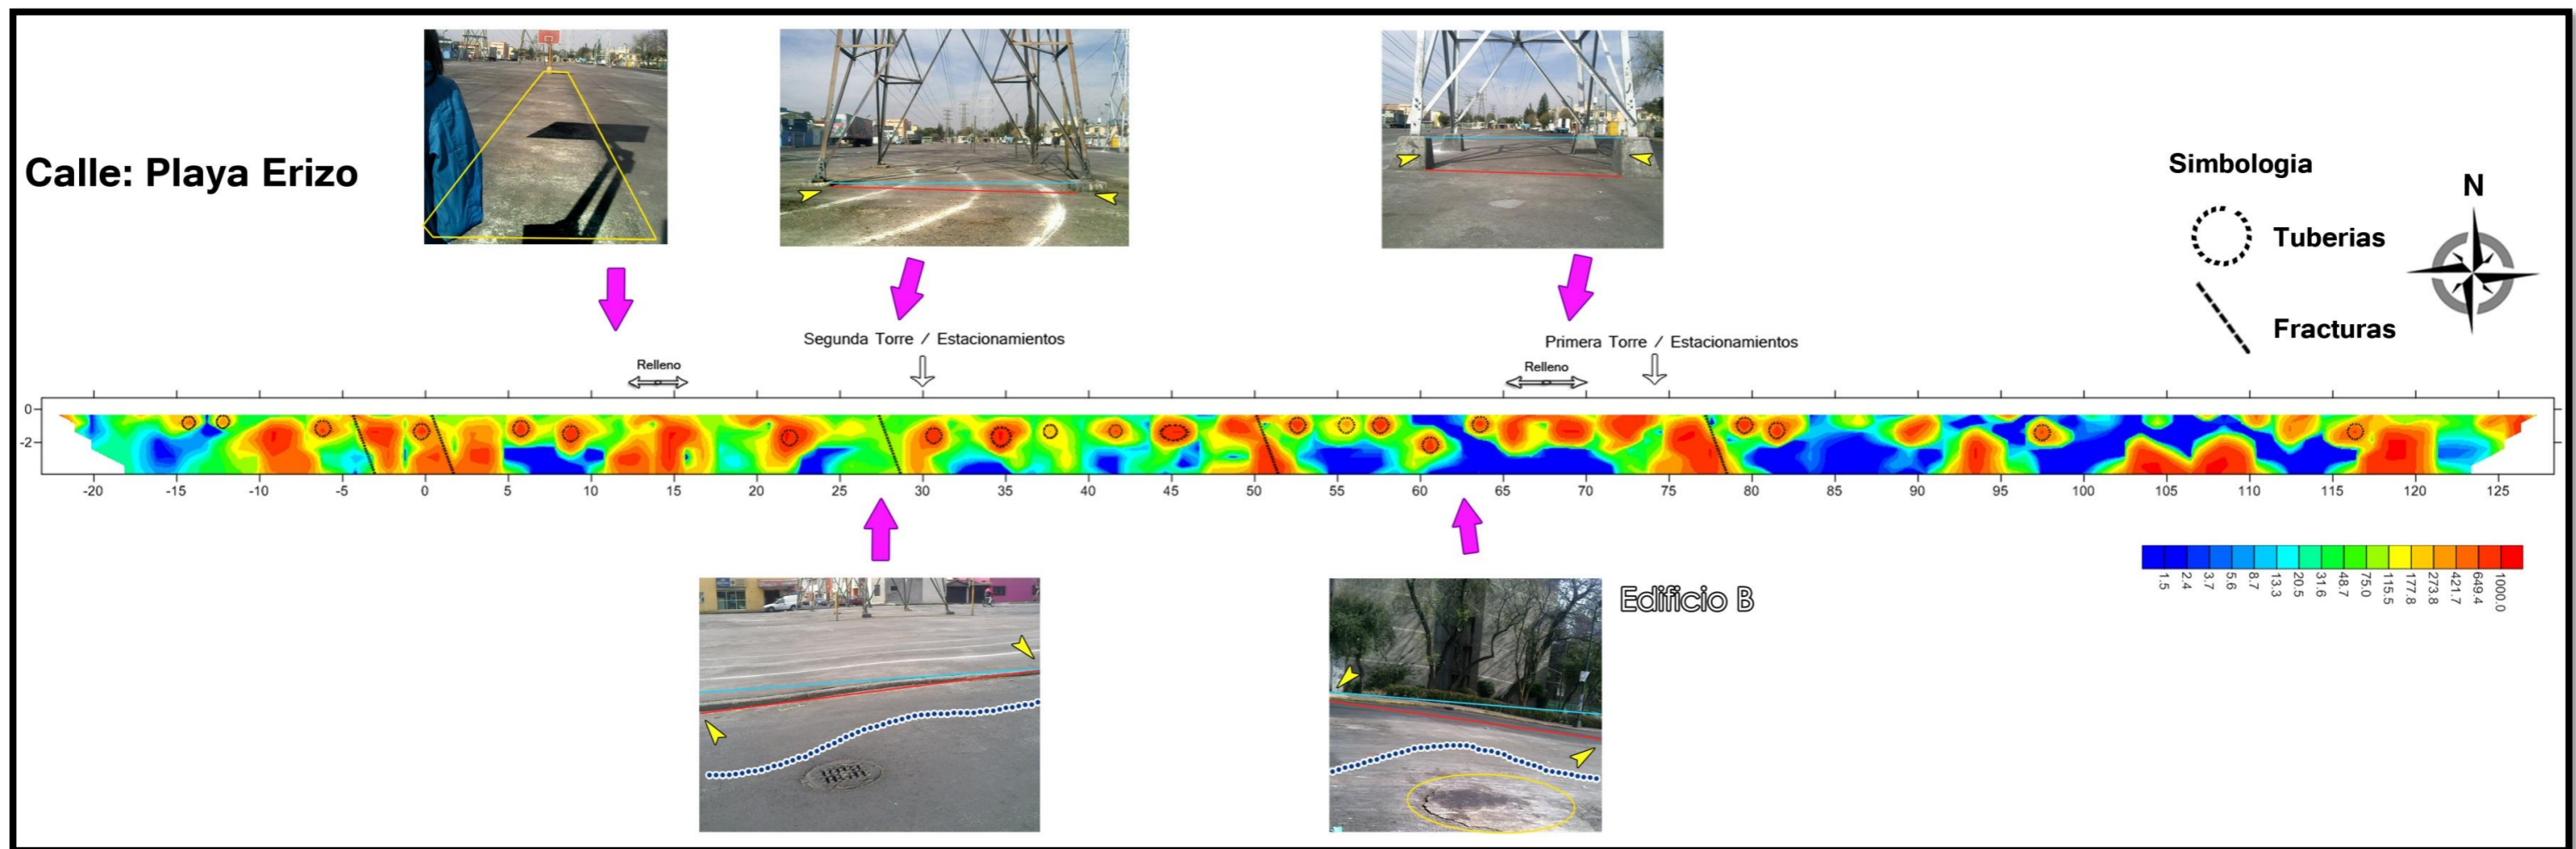 Calle: Playa Erizo
Simbologia
N
Tuberias
Fracturas
Segunda Torre / Estacionamientos
Primera Torre / Estacionamientos
Relleno
Relleno
0
-2
-20 -15 -10 -5 0 5 10 15 20 25 30 35 40 45 50 55 60 65 70 75 80 85 90 95 100 105 110 115 120 125
1.5 2.4 3.7 5.6 8.7 13.3 20.5 31.6 48.7 75.0 115.5 177.8 273.8 421.7 649.4 1000.0
Edificio B